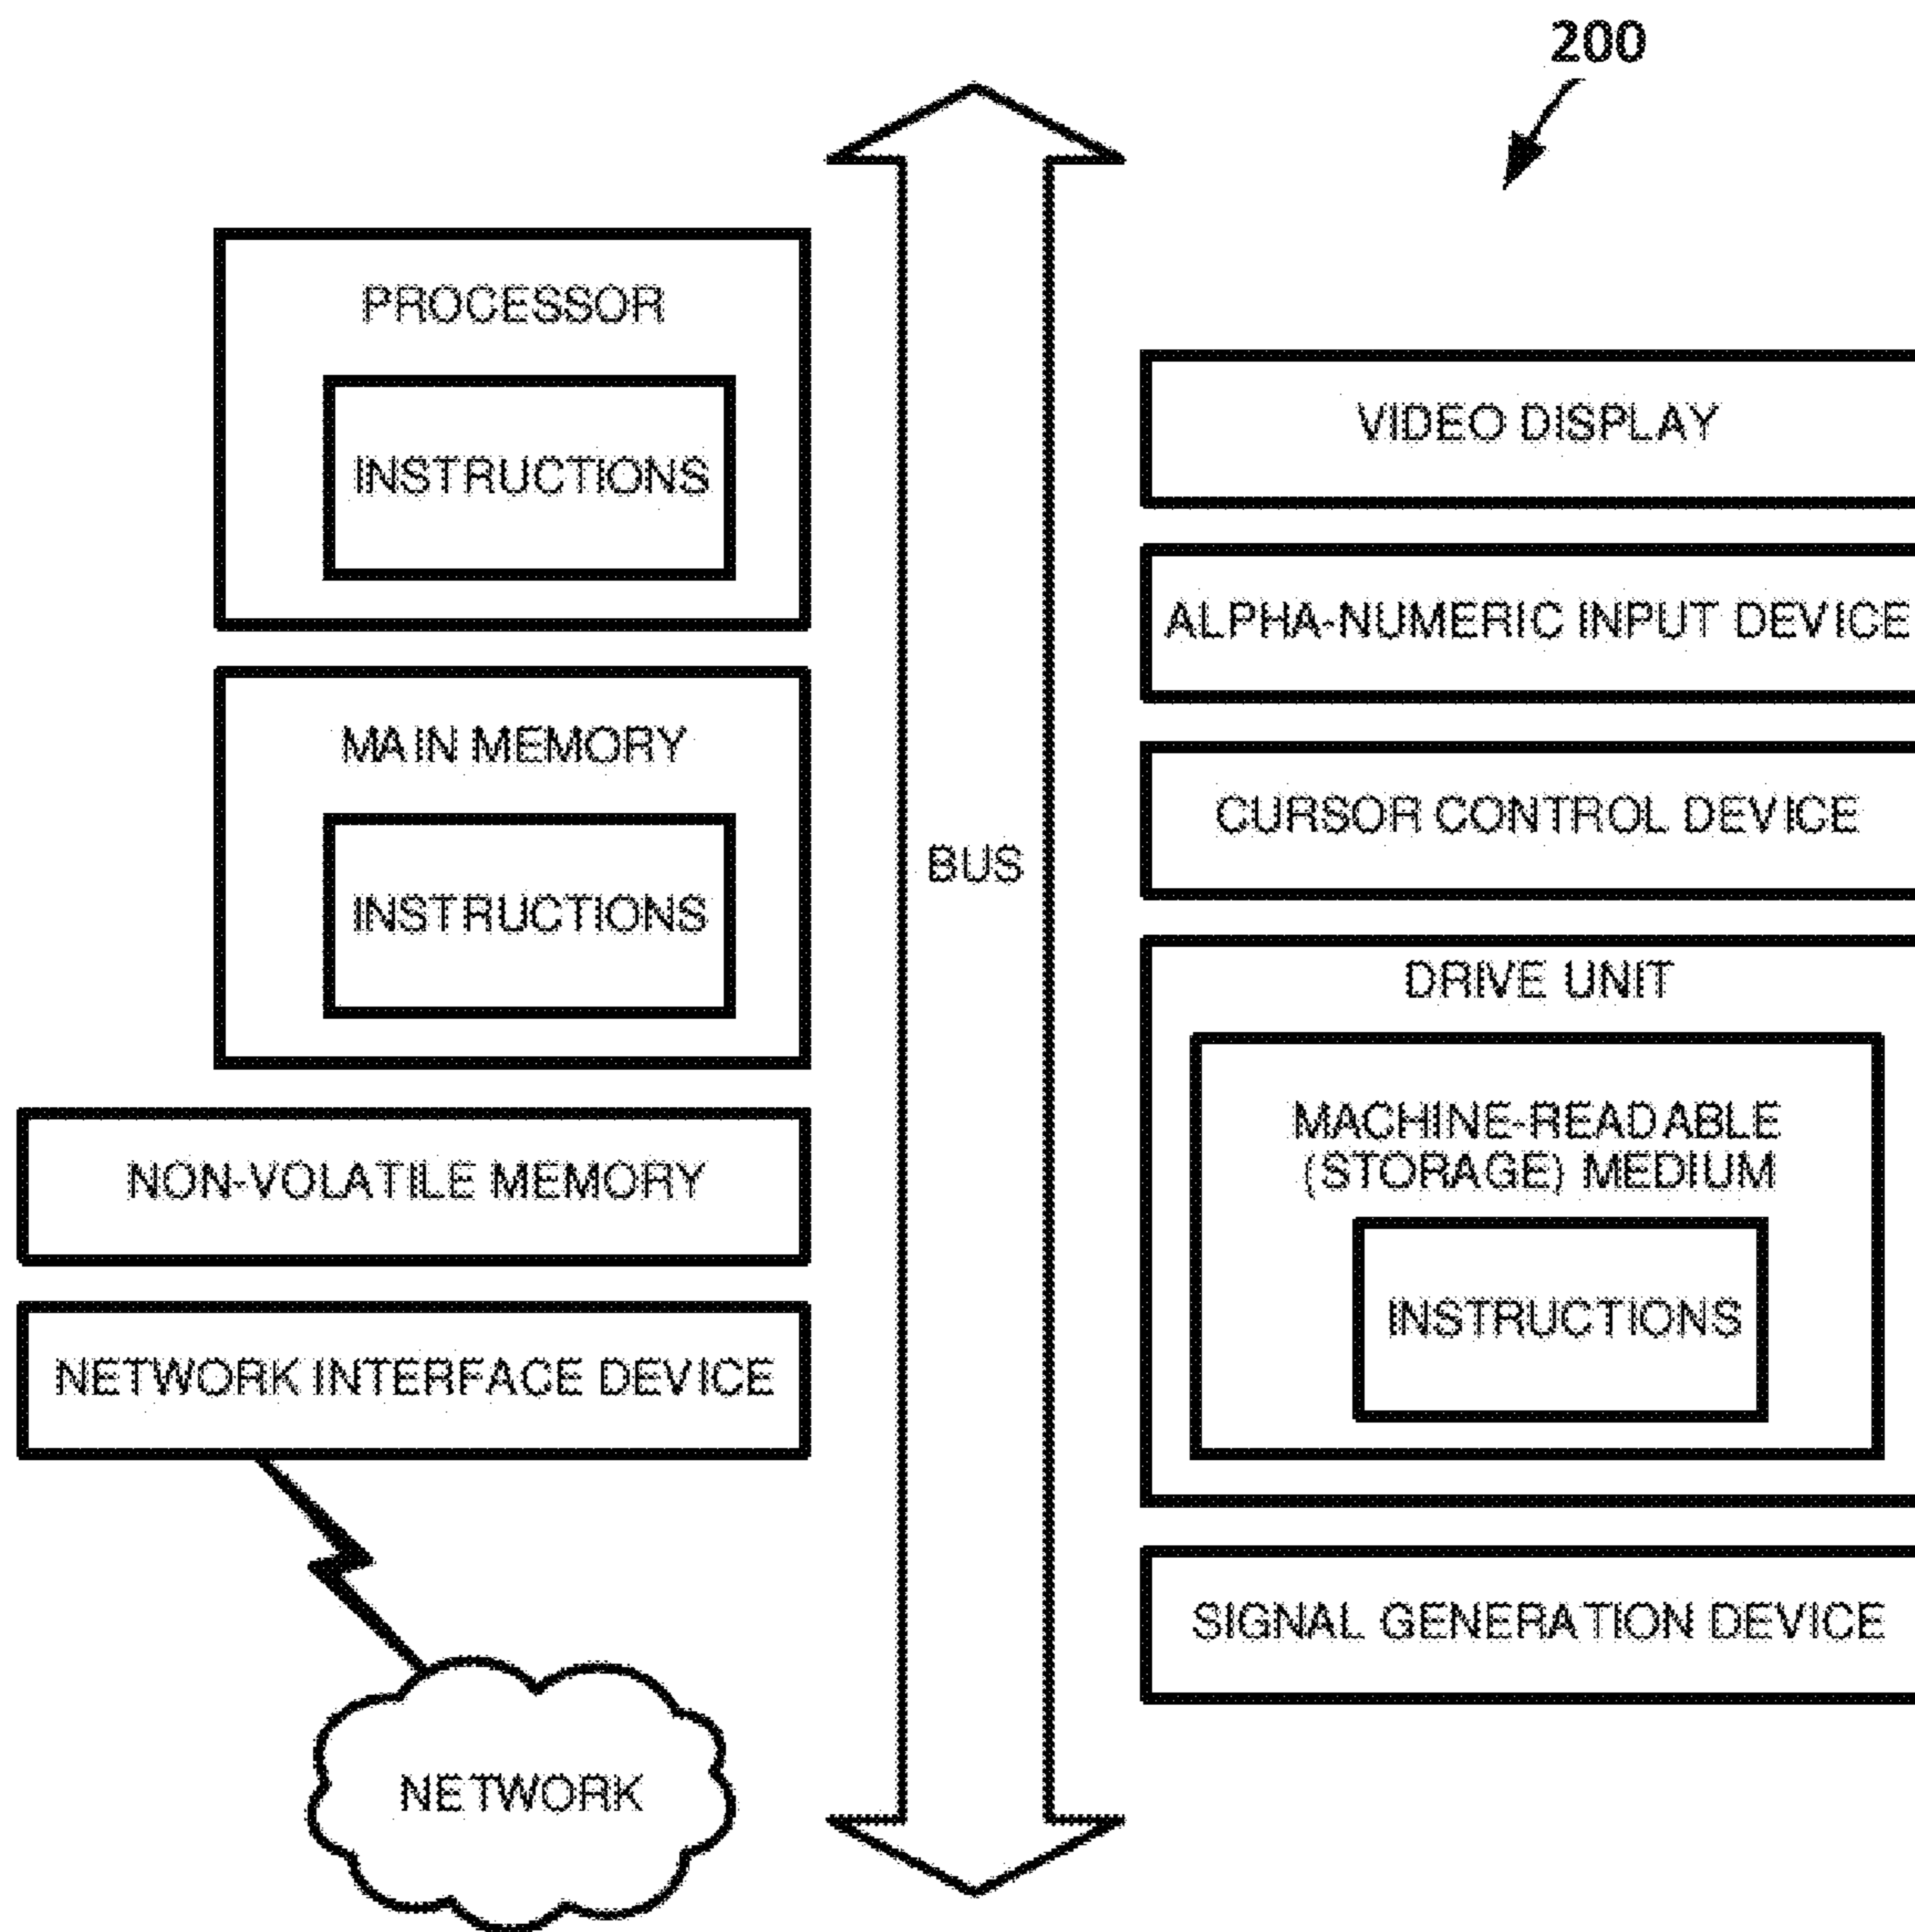 200
PROCESSOR
INSTRUCTIONS
MAIN MEMORY
INSTRUCTIONS
NON-VOLATILE MEMORY
NETWORK INTERFACE DEVICE
NETWORK
BUS
VIDEO DISPLAY
ALPHA-NUMERIC INPUT DEVICE
CURSOR CONTROL DEVICE
DRIVE UNIT
MACHINE-READABLE
(STORAGE) MEDIUM
INSTRUCTIONS
SIGNAL GENERATION DEVICE